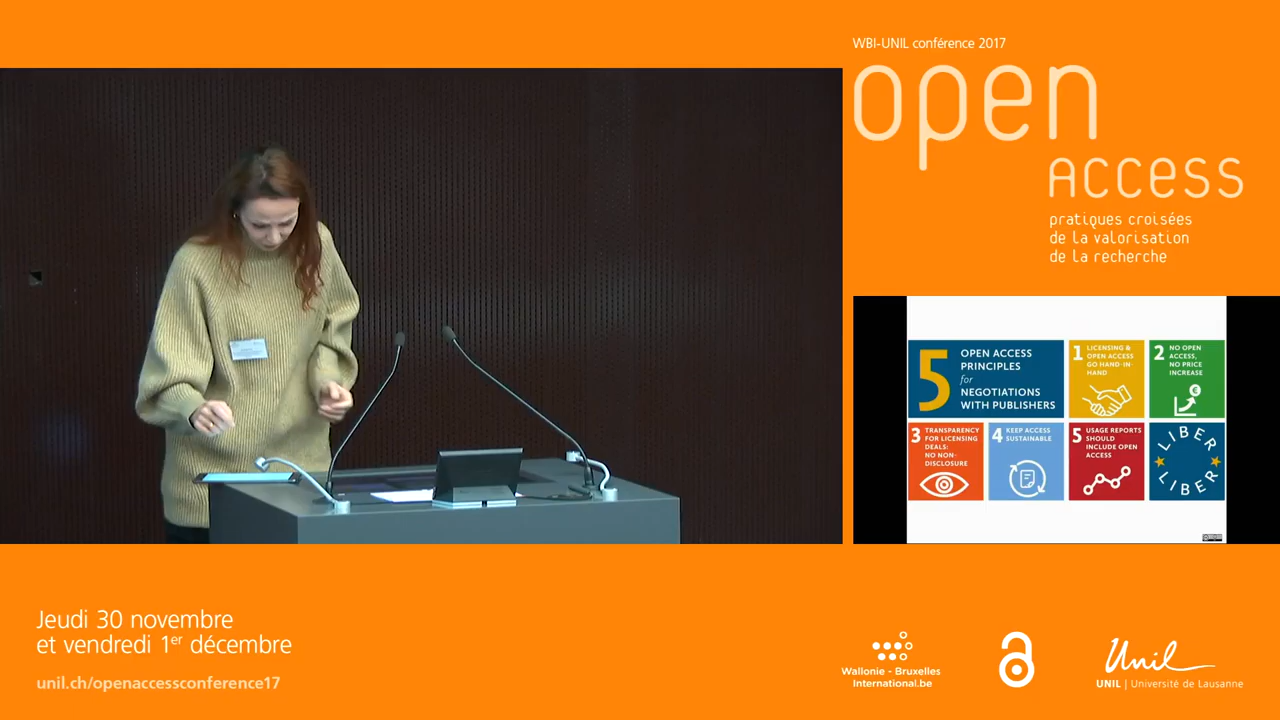 WBI-UNIL conférence 2017
open
access
pratiques croisées
de la valorisation
de la recherche
5
OPEN ACCESS
PRINCIPLES
for
NEGOTIATIONS
WITH PUBLISHERS
1
LICENSING &
OPEN ACCESS
GO HAND-IN-
HAND
2
NO OPEN
ACCESS,
NO PRICE
INCREASE
€
3
TRANSPARENCY
FOR LICENSING
DEALS:
NO NON-
DISCLOSURE
4
KEEP ACCESS
SUSTAINABLE
5
USAGE REPORTS
SHOULD
INCLUDE OPEN
ACCESS
LIBER
LIBER
Jeudi 30 novembre
et vendredi 1er décembre
unil.ch/openaccessconference17
Wallonie - Bruxelles
International.be
Unil
UNIL | Université de Lausanne